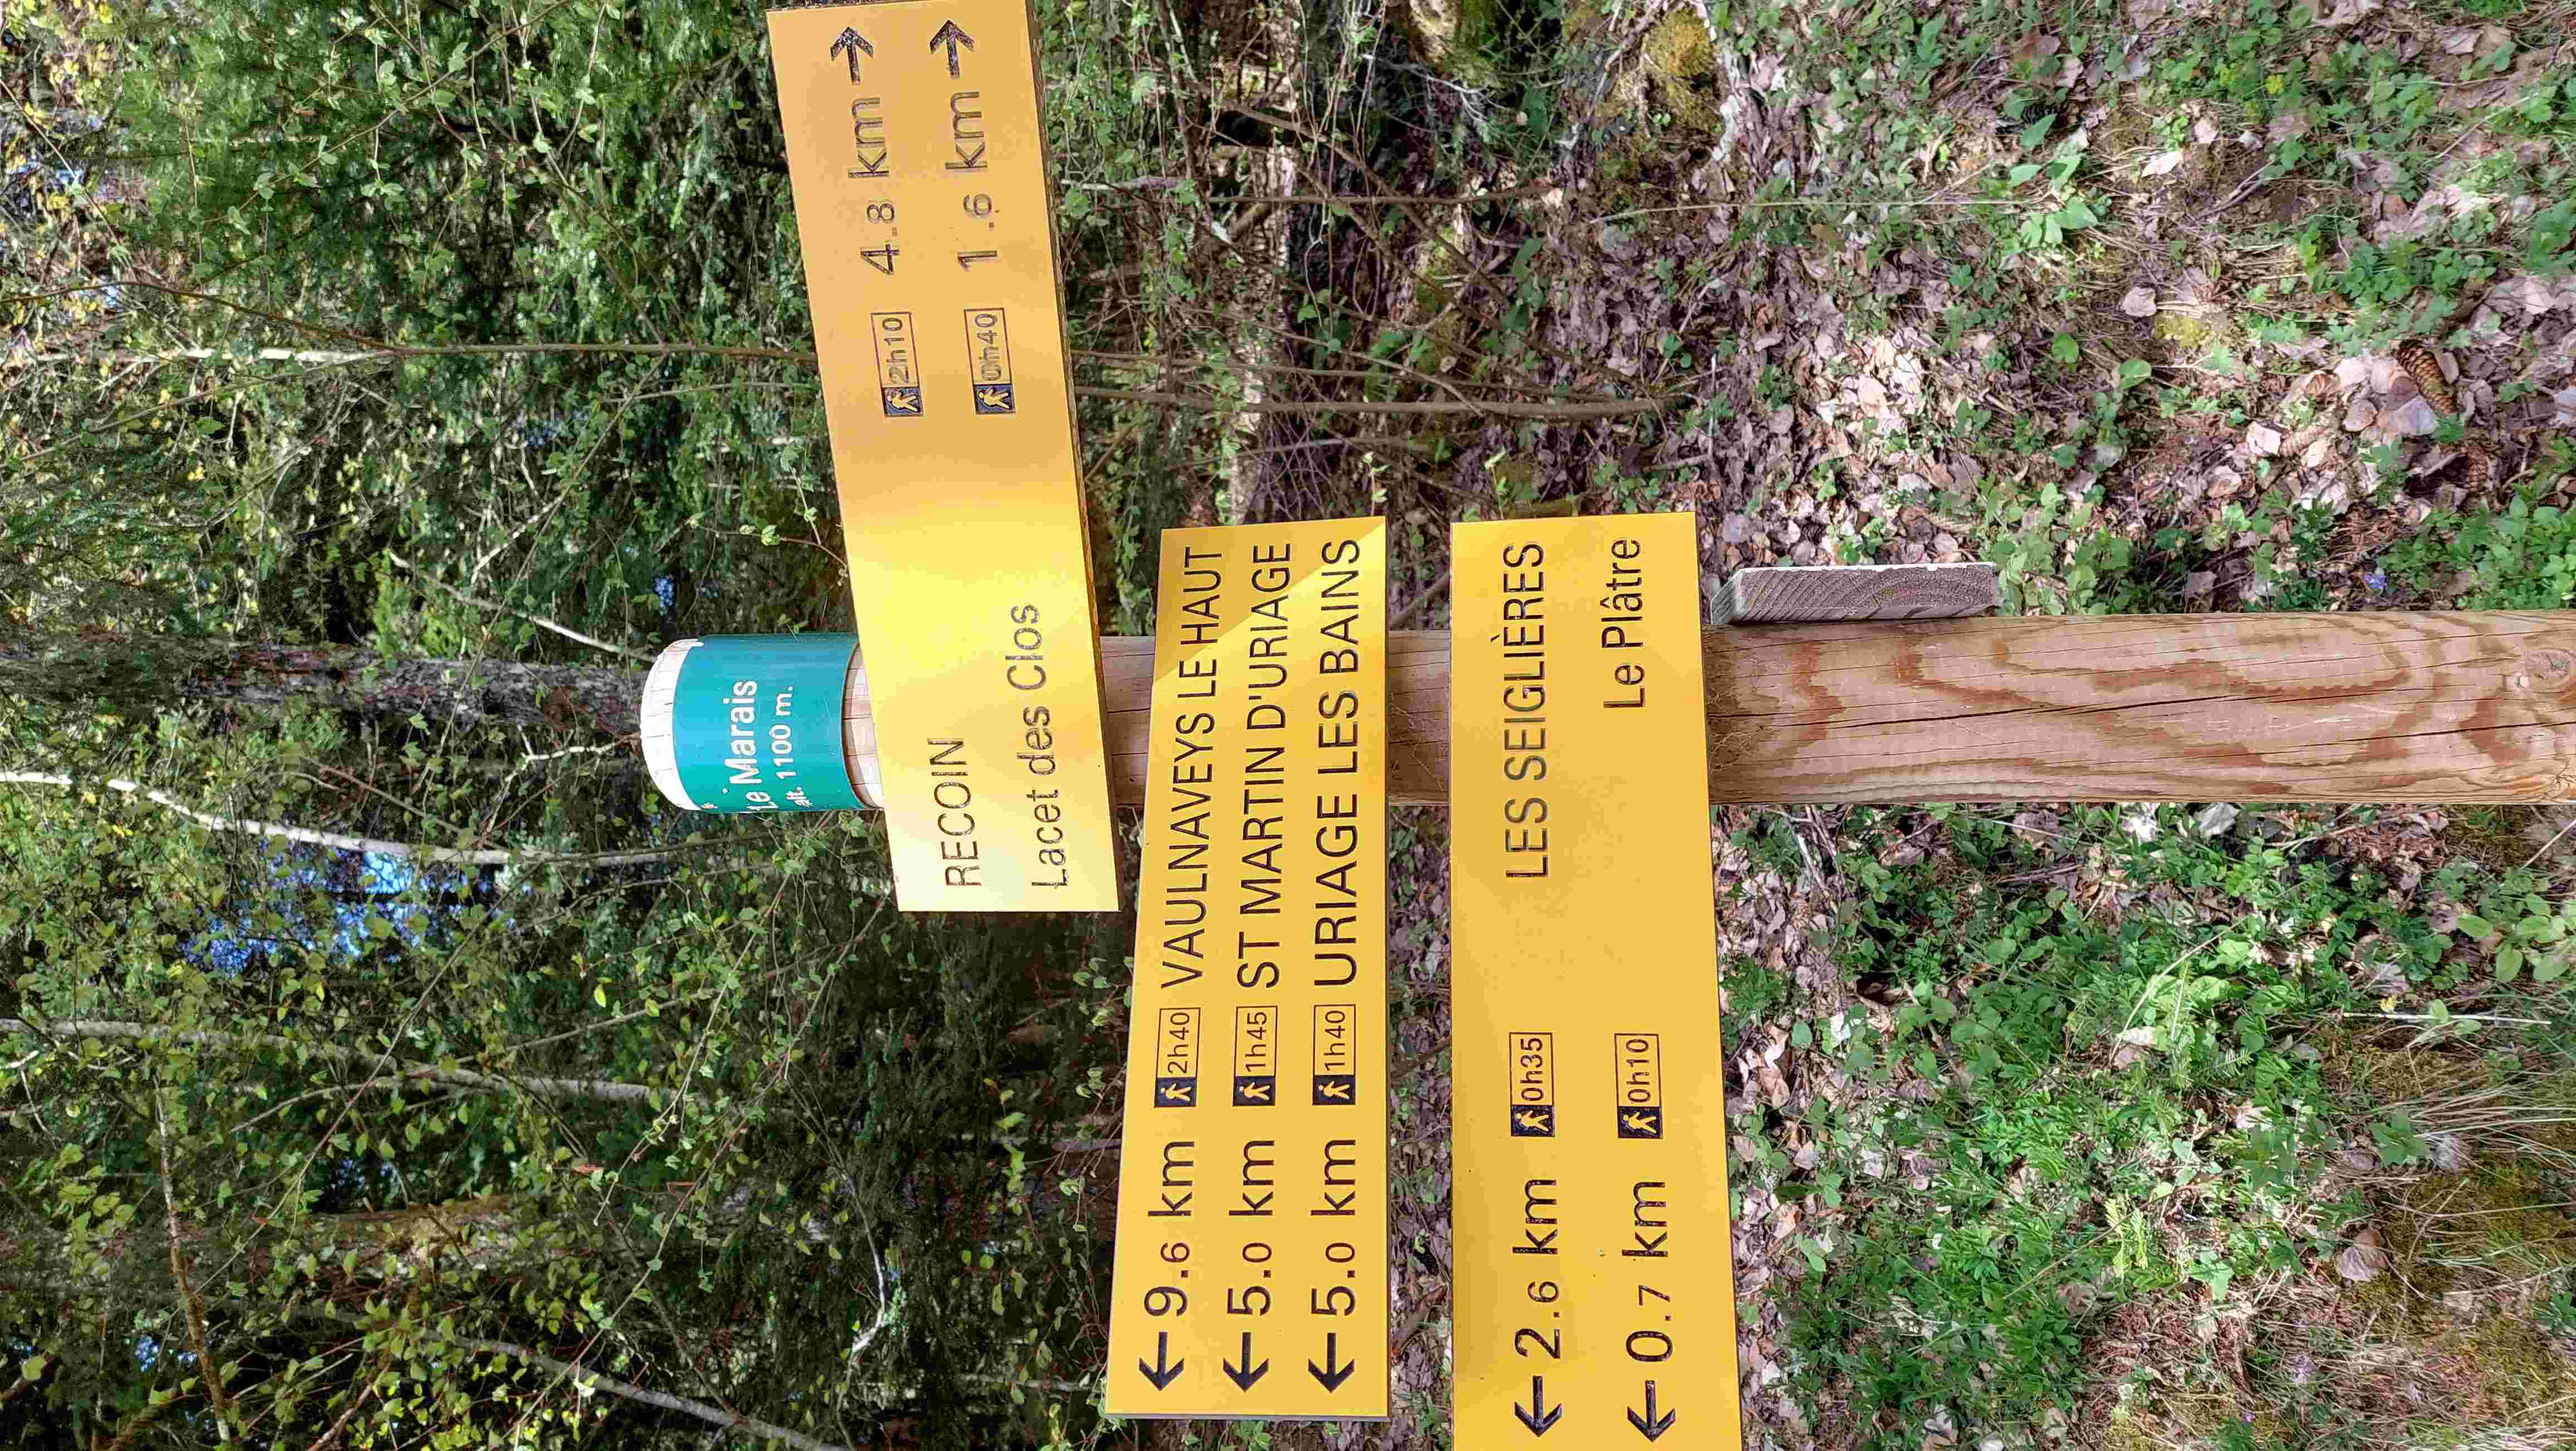 Le Marais
alt. 1100 m.
RECOIN 2h10 4.8 km →
Lacet des Clos 0h40 1.6 km →
← 9.6 km 2h40 VAULNAVEYS LE HAUT
← 5.0 km 1h45 ST MARTIN D'URIAGE
← 5.0 km 1h40 URIAGE LES BAINS
← 2.6 km 0h35 LES SEIGLIÈRES
← 0.7 km 0h10 Le Plâtre